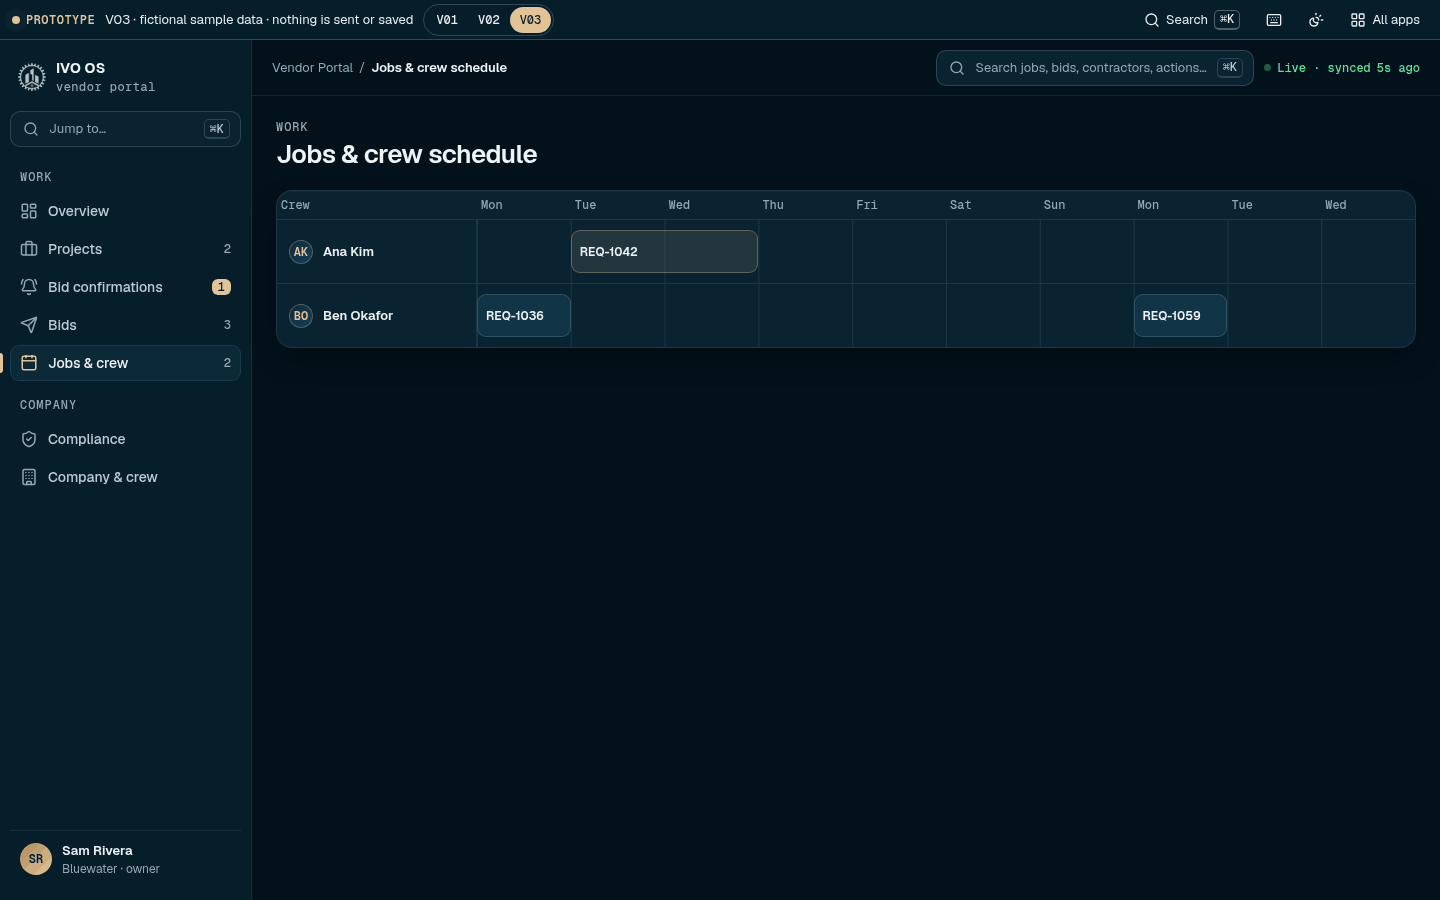 PROTOTYPE V03 · fictional sample data · nothing is sent or saved V01 V02 V03 Search ⌘K All apps
IVO OS
vendor portal
Jump to… ⌘K
WORK
Overview
Projects 2
Bid confirmations 1
Bids 3
Jobs & crew 2
COMPANY
Compliance
Company & crew
SR Sam Rivera
Bluewater · owner
Vendor Portal / Jobs & crew schedule Search jobs, bids, contractors, actions… ⌘K Live · synced 5s ago
WORK
Jobs & crew schedule
Crew Mon Tue Wed Thu Fri Sat Sun Mon Tue Wed
AK Ana Kim REQ-1042
BO Ben Okafor REQ-1036 REQ-1059